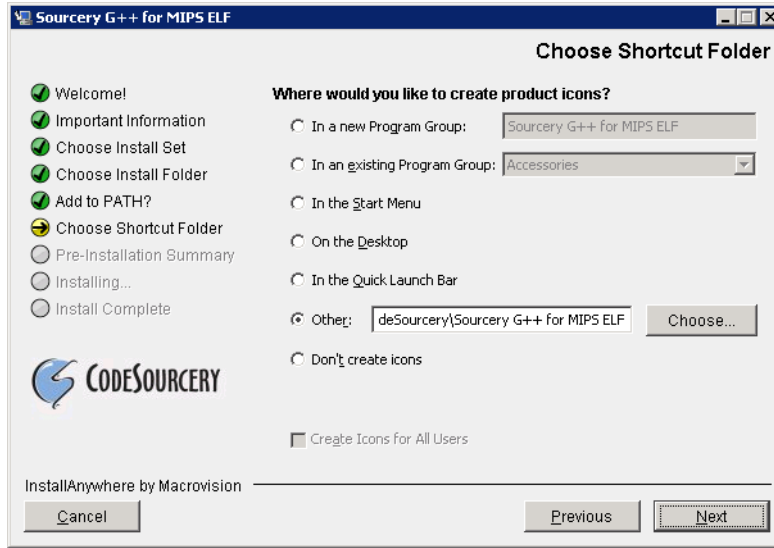 Sourcery G++ for MIPS ELF
Choose Shortcut Folder
Welcome!
Important Information
Choose Install Set
Choose Install Folder
Add to PATH?
Choose Shortcut Folder
Pre-Installation Summary
Installing...
Install Complete
CODESOURCERY
Where would you like to create product icons?
In a new Program Group: Sourcery G++ for MIPS ELF
In an existing Program Group: Accessories
In the Start Menu
On the Desktop
In the Quick Launch Bar
Other: deSourcery\Sourcery G++ for MIPS ELF Choose...
Don't create icons
Create Icons for All Users
InstallAnywhere by Macrovision
Cancel Previous Next